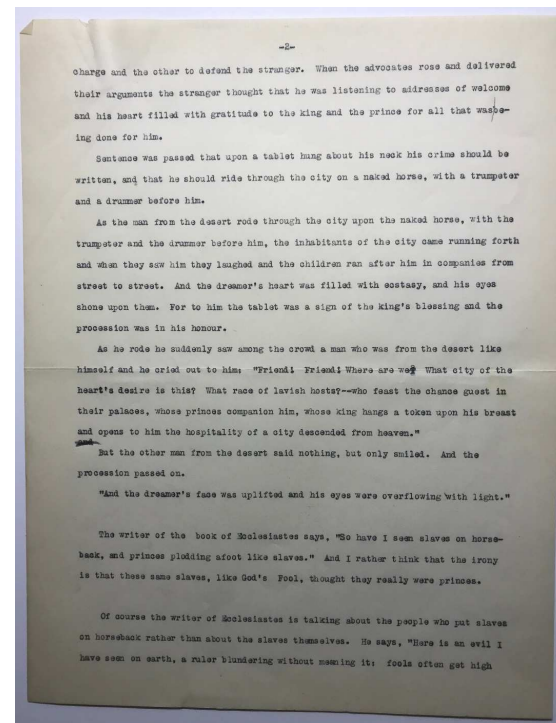 -2-
charge and the other to defend the stranger. When the advocates rose and delivered
their arguments the stranger thought that he was listening to addresses of welcome
and his heart filled with gratitude to the king and the prince for all that was be-
ing done for him.
Sentence was passed that upon a tablet hung about his neck his crime should be
written, and that he should ride through the city on a naked horse, with a trumpeter
and a drummer before him.
As the man from the desert rode through the city upon the naked horse, with the
trumpeter and the drummer before him, the inhabitants of the city came running forth
and when they saw him they laughed and the children ran after him in companies from
street to street. And the dreamer's heart was filled with ecstasy, and his eyes
shone upon them. For to him the tablet was a sign of the king's blessing and the
procession was in his honour.
As he rode he suddenly saw among the crowd a man who was from the desert like
himself and he cried out to him: "Friend! Friend! Where are we? What city of the
heart's desire is this? What race of lavish hosts?--who feast the chance guest in
their palaces, whose princes companion him, whose King hangs a token upon his breast
and opens to him the hospitality of a city descended from heaven."
But the other man from the desert said nothing, but only smiled. And the
procession passed on.
"And the dreamer's face was uplifted and his eyes were overflowing with light."
The writer of the book of Ecclesiastes says, "So have I seen slaves on horse-
back, and princes plodding afoot like slaves." And I rather think that the irony
is that these same slaves, like God's Fool, thought they really were princes.
Of course the writer of Ecclesiastes is talking about the people who put slaves
on horseback rather than about the slaves themselves. He says, "Here is an evil I
have seen on earth, a ruler blundering without meaning it: fools often get high